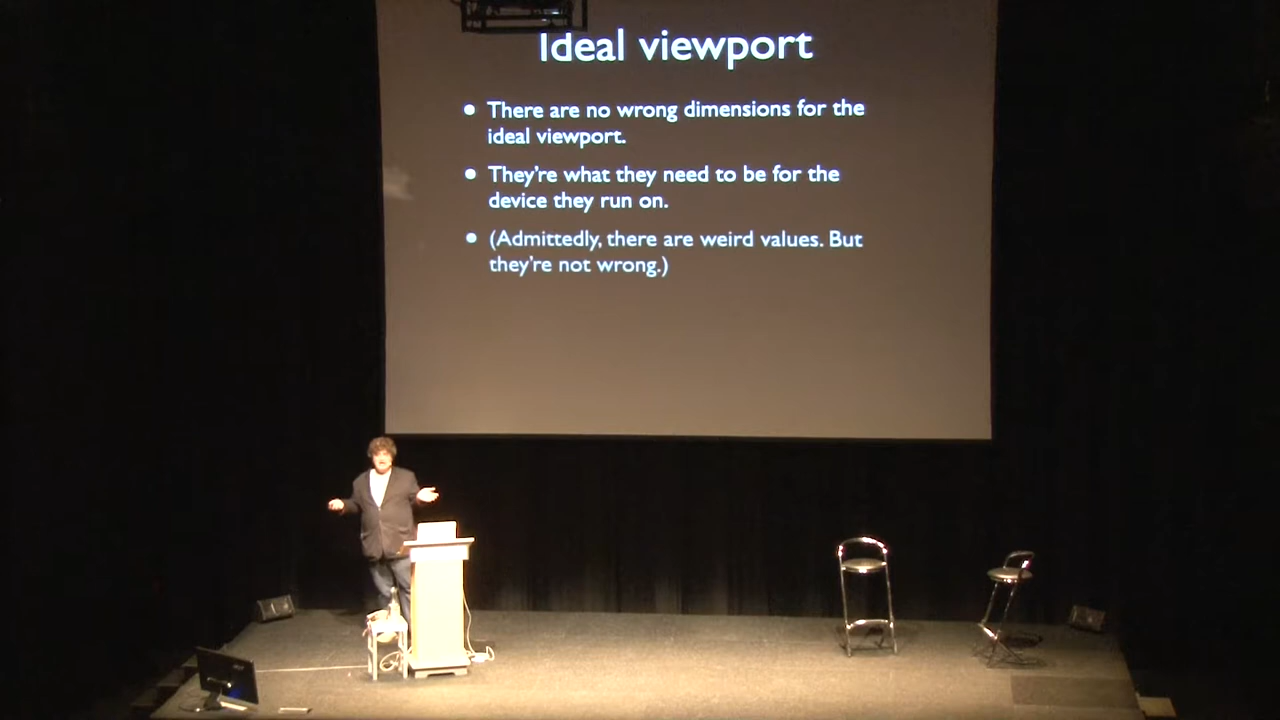 Ideal viewport
• There are no wrong dimensions for the
ideal viewport.
• They're what they need to be for the
device they run on.
• (Admittedly, there are weird values. But
they're not wrong.)